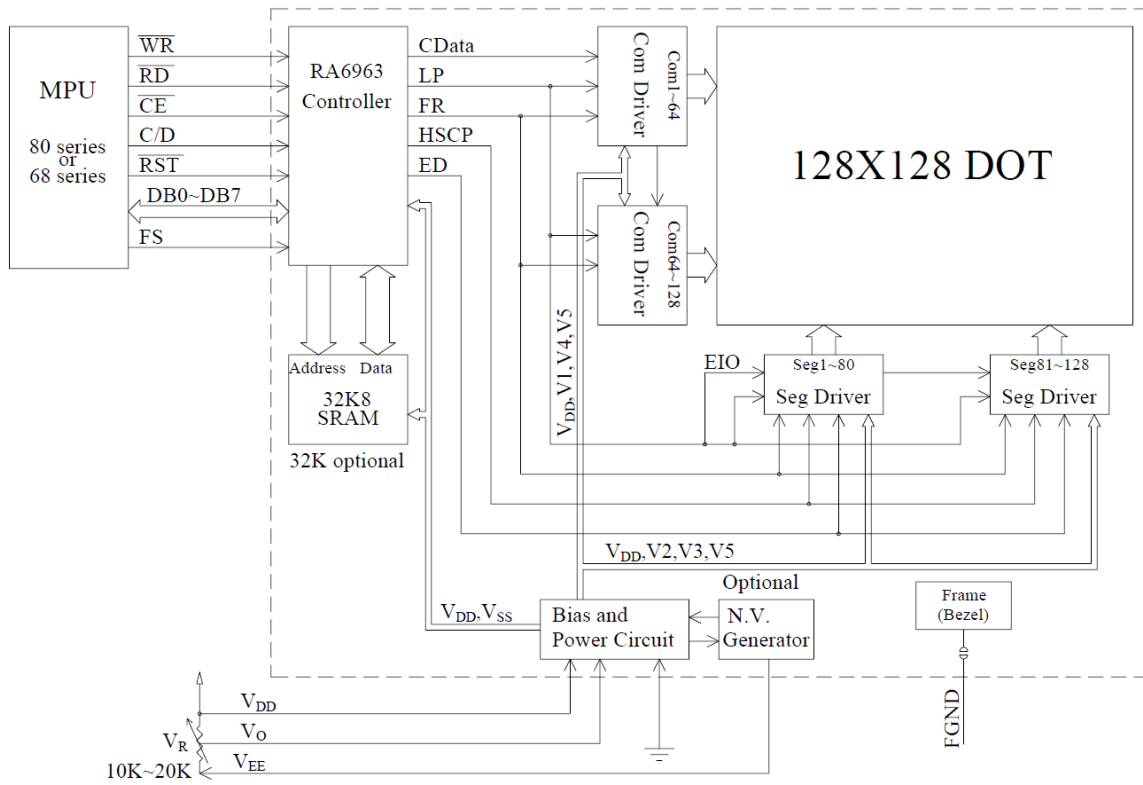 MPU
80 series
or
68 series
WR
RD
CE
C/D
RST
DB0~DB7
FS
RA6963
Controller
CData
LP
FR
HSCP
ED
Com Driver
Com1~64
Com Driver
Com64~128
128X128 DOT
Address Data
32K8
SRAM
32K optional
VDD,V1,V4,V5
EIO
Seg1~80
Seg Driver
Seg81~128
Seg Driver
VDD,V2,V3,V5
Optional
VDD,VSS
Bias and
Power Circuit
N.V.
Generator
Frame
(Bezel)
FGND
VDD
VR
VO
VEE
10K~20K